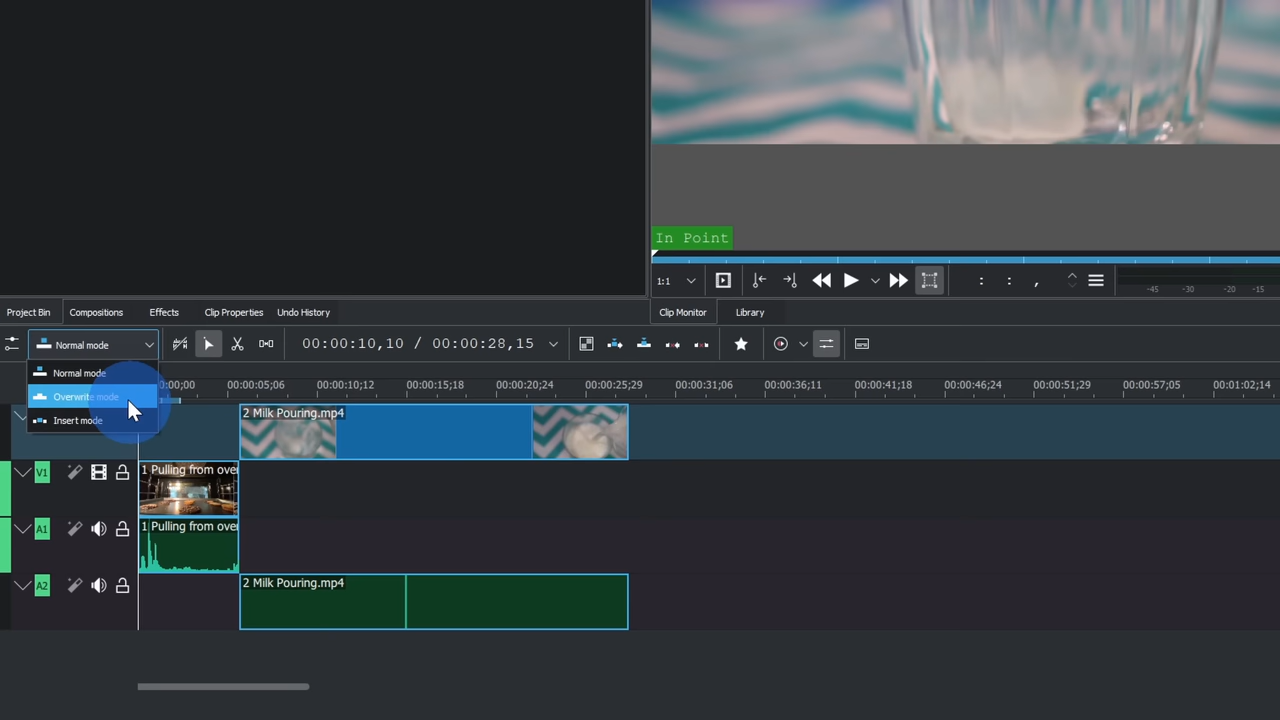 In Point
1:1
: : ,
-45 -30 -20 -15
Project Bin Compositions Effects Clip Properties Undo History
Clip Monitor Library
Normal mode
00:00:10,10 / 00:00:28,15
Normal mode
Overwrite mode
Insert mode
00;00 00:00:05;06 00:00:10;12 00:00:15;18 00:00:20;24 00:00:25;29 00:00:31;06 00:00:36;11 00:00:41;18 00:00:46;24 00:00:51;29 00:00:57;05 00:01:02;14
2 Milk Pouring.mp4
V1
1 Pulling from over
A1
1 Pulling from over
A2
2 Milk Pouring.mp4